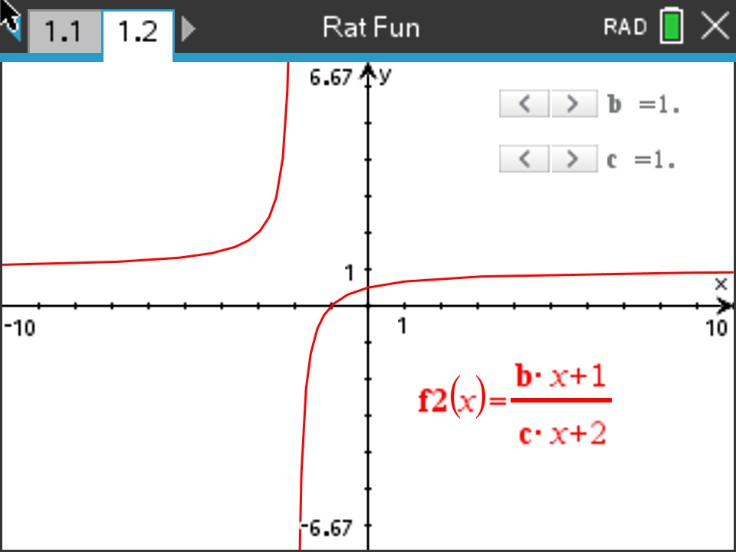 1.1 1.2 Rat Fun RAD
6.67 y
b =1.
c =1.
1
x
-10 1 10
f2(x)= b· x+1
c· x+2
-6.67